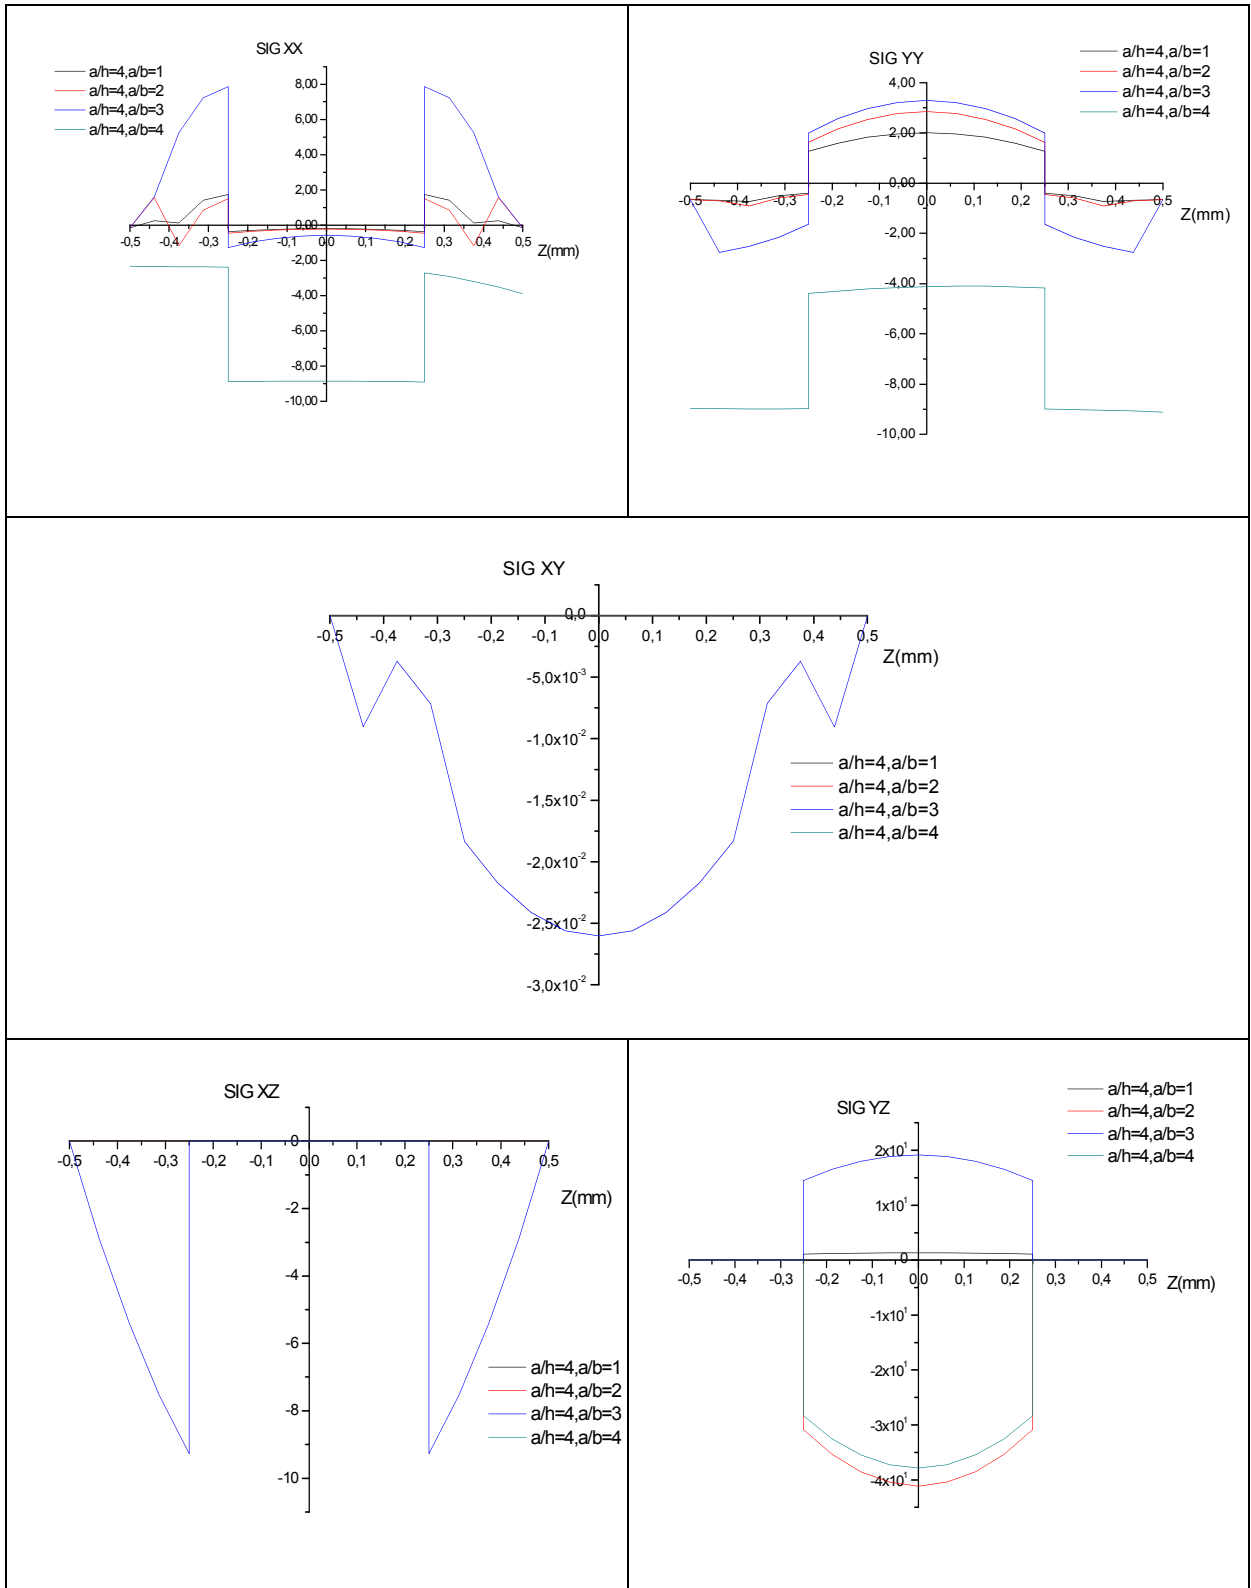 SIG XX
a/h=4,a/b=1
a/h=4,a/b=2
a/h=4,a/b=3
a/h=4,a/b=4
8,00
6,00
4,00
2,00
0,00
-2,00
-4,00
-6,00
-8,00
-10,00
-0,5 -0,4 -0,3 -0,2 -0,1 0,0 0,1 0,2 0,3 0,4 0,5
Z(mm)
SIG YY
a/h=4,a/b=1
a/h=4,a/b=2
a/h=4,a/b=3
a/h=4,a/b=4
4,00
2,00
0,00
-2,00
-4,00
-6,00
-8,00
-10,00
-0,5 -0,4 -0,3 -0,2 -0,1 0,0 0,1 0,2 0,3 0,4 0,5
Z(mm)
SIG XY
0,0
-0,5 -0,4 -0,3 -0,2 -0,1 0,0 0,1 0,2 0,3 0,4 0,5
Z(mm)
-5,0x10⁻³
-1,0x10⁻²
-1,5x10⁻²
-2,0x10⁻²
-2,5x10⁻²
-3,0x10⁻²
a/h=4,a/b=1
a/h=4,a/b=2
a/h=4,a/b=3
a/h=4,a/b=4
SIG XZ
0
-0,5 -0,4 -0,3 -0,2 -0,1 0,0 0,1 0,2 0,3 0,4 0,5
Z(mm)
-2
-4
-6
-8
-10
a/h=4,a/b=1
a/h=4,a/b=2
a/h=4,a/b=3
a/h=4,a/b=4
SIG YZ
a/h=4,a/b=1
a/h=4,a/b=2
a/h=4,a/b=3
a/h=4,a/b=4
2x10¹
1x10¹
0
-0,5 -0,4 -0,3 -0,2 -0,1 0,0 0,1 0,2 0,3 0,4 0,5
Z(mm)
-1x10¹
-2x10¹
-3x10¹
-4x10¹